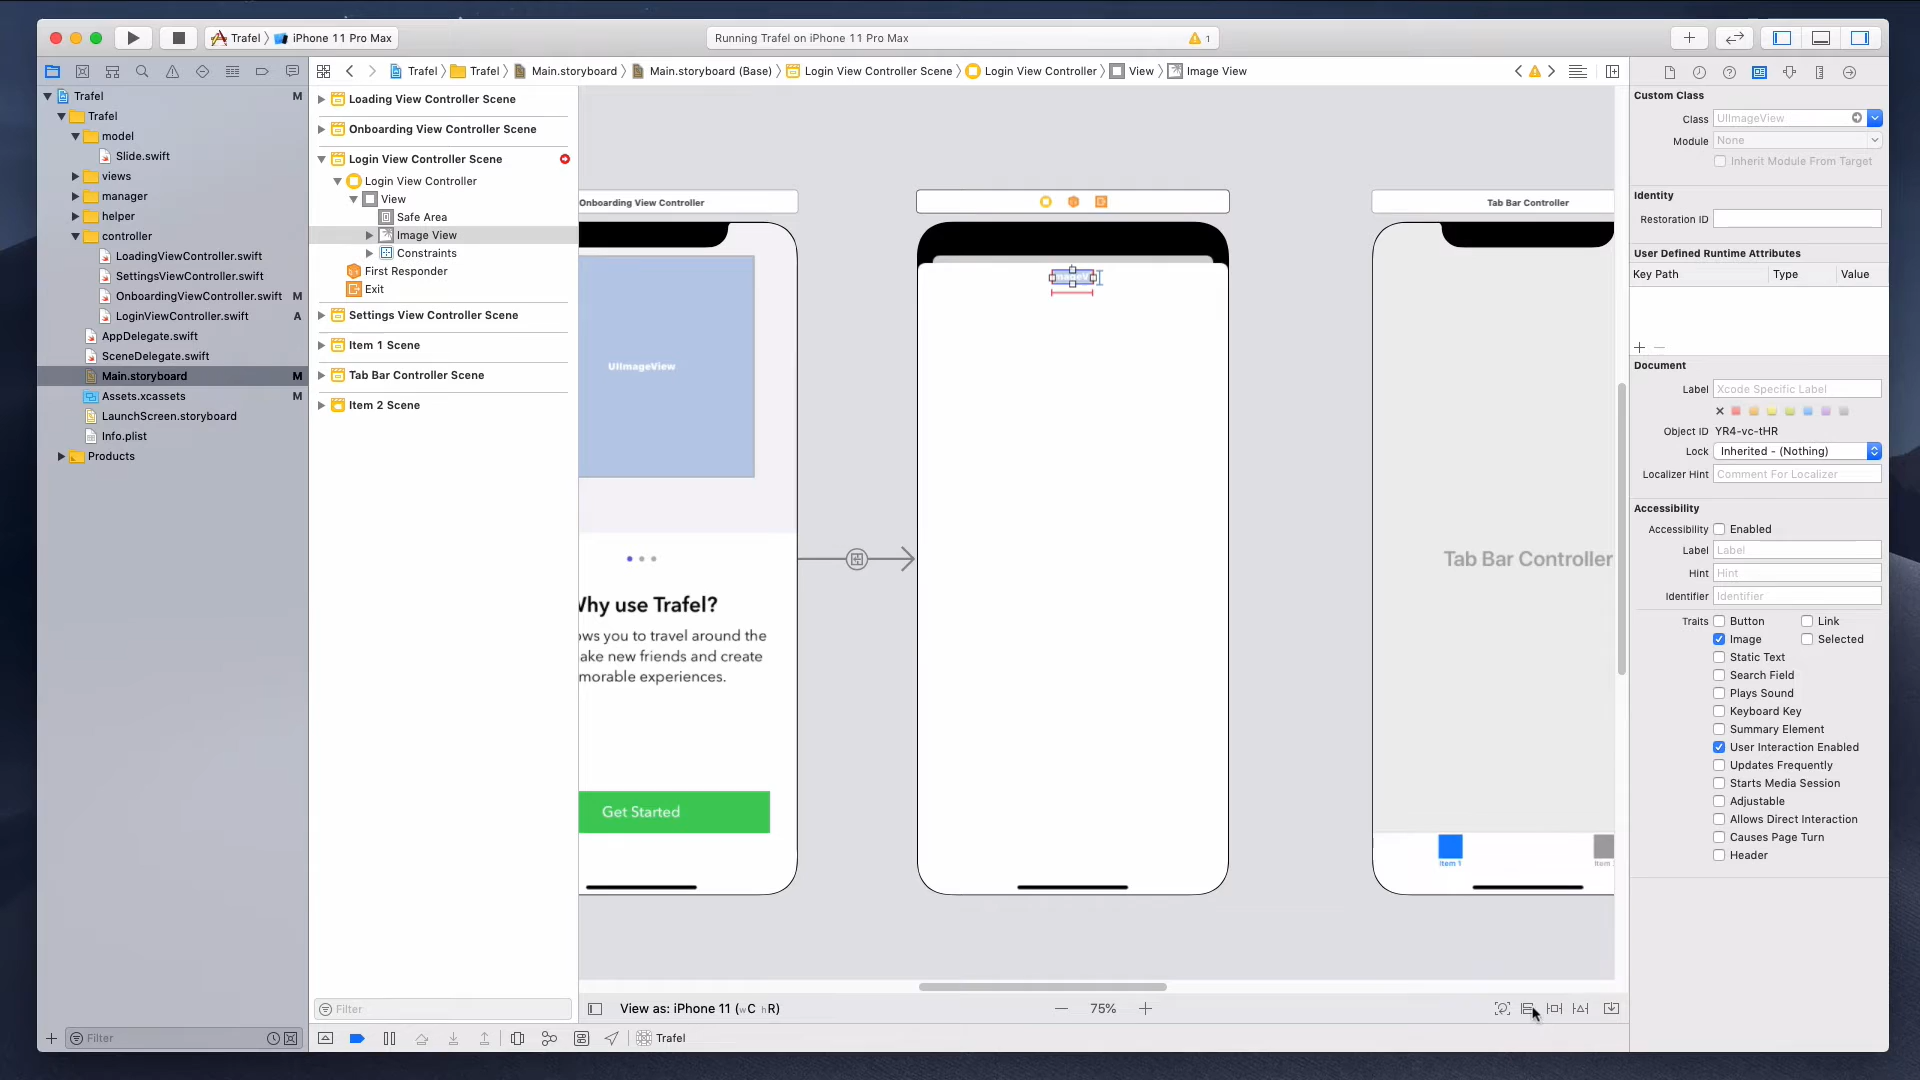 Trafel
iPhone 11 Pro Max
Running Trafel on iPhone 11 Pro Max
1
Trafel
Trafel
Main.storyboard
Main.storyboard (Base)
Login View Controller Scene
Login View Controller
View
Image View
Trafel
M
Trafel
model
Slide.swift
views
manager
helper
controller
LoadingViewController.swift
SettingsViewController.swift
OnboardingViewController.swift
M
LoginViewController.swift
A
AppDelegate.swift
SceneDelegate.swift
Main.storyboard
M
Assets.xcassets
M
LaunchScreen.storyboard
Info.plist
Products
Filter
Loading View Controller Scene
Onboarding View Controller Scene
Login View Controller Scene
Login View Controller
View
Safe Area
Image View
Constraints
First Responder
Exit
Settings View Controller Scene
Item 1 Scene
Tab Bar Controller Scene
Item 2 Scene
Filter
Onboarding View Controller
UIImageView
Why use Trafel?
ows you to travel around the
ake new friends and create
morable experiences.
Get Started
Tab Bar Controller
Tab Bar Controller
Item 1
Item
View as: iPhone 11 (wC hR)
75%
Trafel
Custom Class
Class
UIImageView
Module
None
Inherit Module From Target
Identity
Restoration ID
User Defined Runtime Attributes
Key Path
Type
Value
Document
Label
Xcode Specific Label
Object ID
YR4-vc-tHR
Lock
Inherited - (Nothing)
Localizer Hint
Comment For Localizer
Accessibility
Accessibility
Enabled
Label
Label
Hint
Hint
Identifier
Identifier
Traits
Button
Link
Image
Selected
Static Text
Search Field
Plays Sound
Keyboard Key
Summary Element
User Interaction Enabled
Updates Frequently
Starts Media Session
Adjustable
Allows Direct Interaction
Causes Page Turn
Header